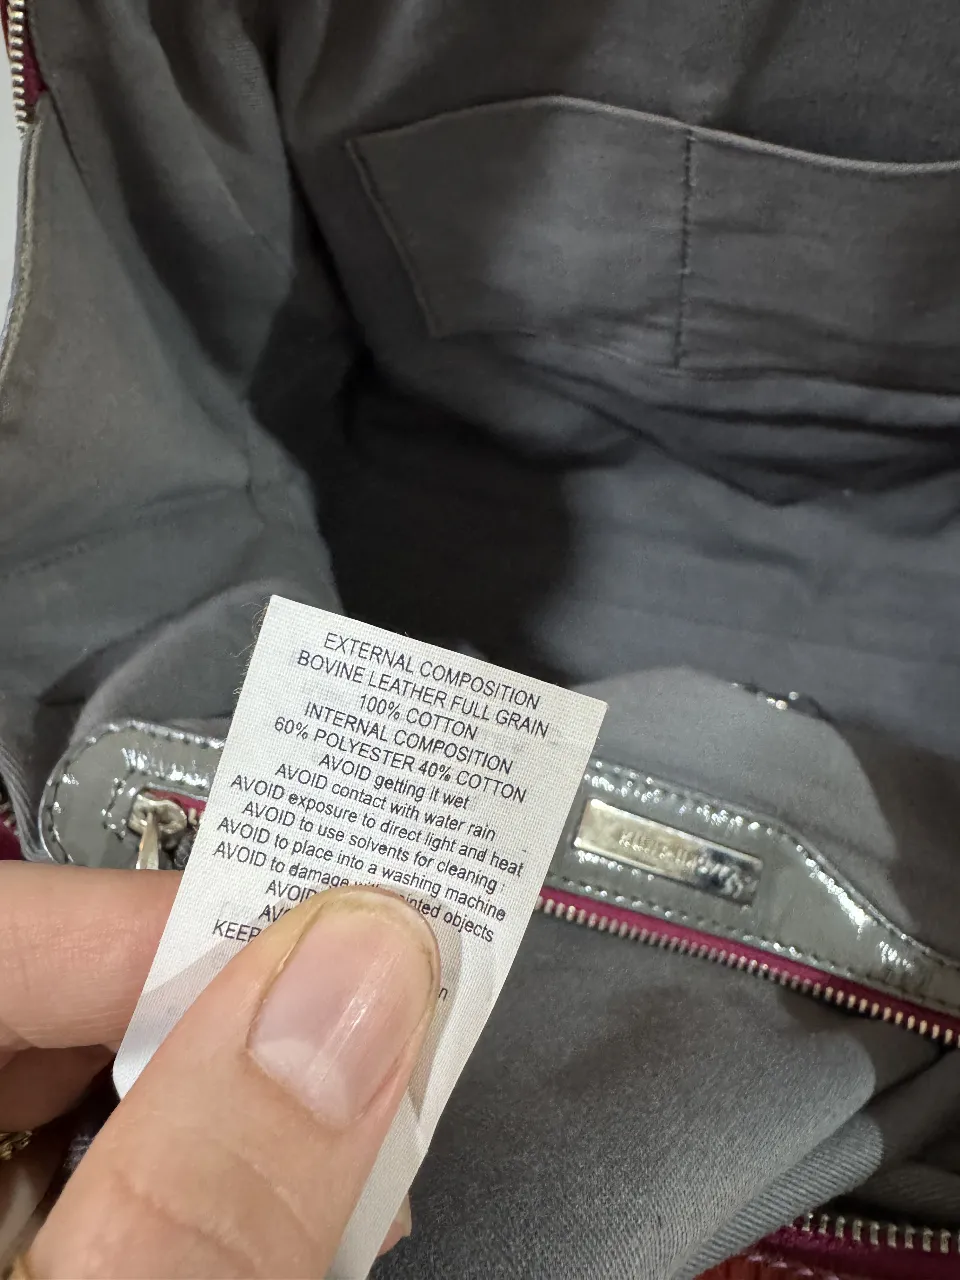 EXTERNAL COMPOSITION
BOVINE LEATHER FULL GRAIN
100% COTTON
INTERNAL COMPOSITION
60% POLYESTER 40% COTTON
AVOID getting it wet
AVOID contact with water rain
AVOID exposure to direct light and heat
AVOID to use solvents for cleaning :
AVOID to place into a washing machine
AVOID to damage objects
AVOID
KEEP